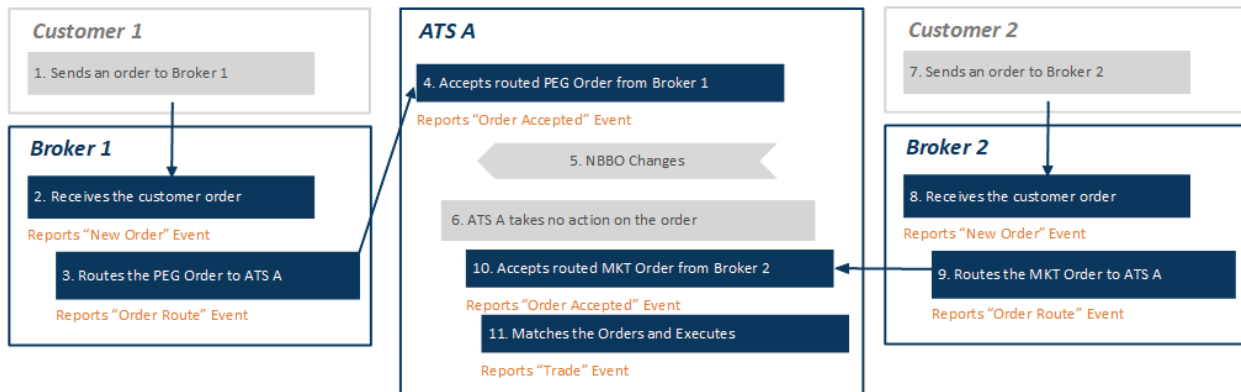 Customer 1
1. Sends an order to Broker 1
Broker 1
2. Receives the customer order
Reports “New Order” Event
3. Routes the PEG Order to ATS A
Reports “Order Route” Event
ATS A
4. Accepts routed PEG Order from Broker 1
Reports “Order Accepted” Event
5. NBBO Changes
6. ATS A takes no action on the order
10. Accepts routed MKT Order from Broker 2
Reports “Order Accepted” Event
11. Matches the Orders and Executes
Reports “Trade” Event
Customer 2
7. Sends an order to Broker 2
Broker 2
8. Receives the customer order
Reports “New Order” Event
9. Routes the MKT Order to ATS A
Reports “Order Route” Event